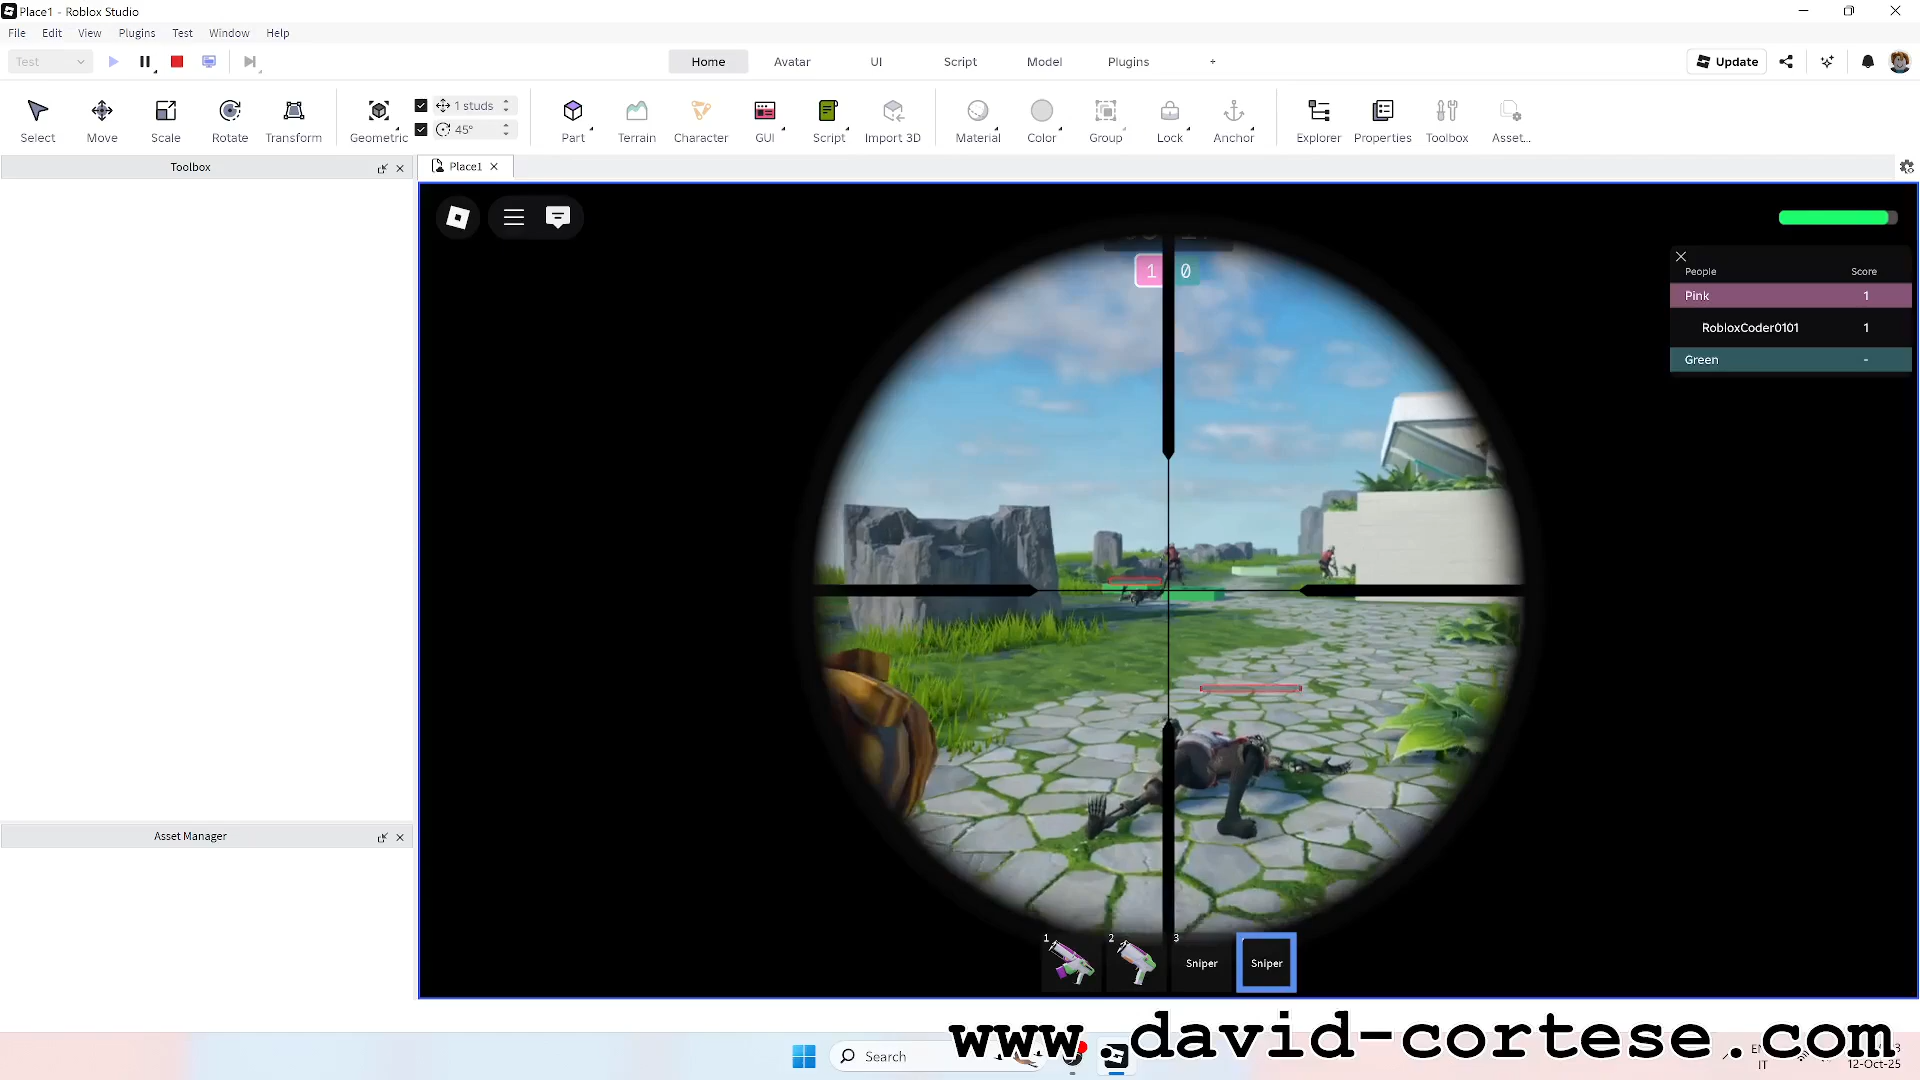 Place1 - Roblox Studio
File Edit View Plugins Test Window Help
Test
Home Avatar UI Script Model Plugins +
Update
1 studs
45°
Select Move Scale Rotate Transform Geometric Part Terrain Character GUI Script Import 3D Material Color Group Lock Anchor Explorer Properties Toolbox Asset...
Toolbox
Place1
1 0
People Score
Pink 1
RobloxCoder0101 1
Green -
Asset Manager
1 2 3
Sniper Sniper
www.david-cortese.com
Search
IT
12-Oct-25